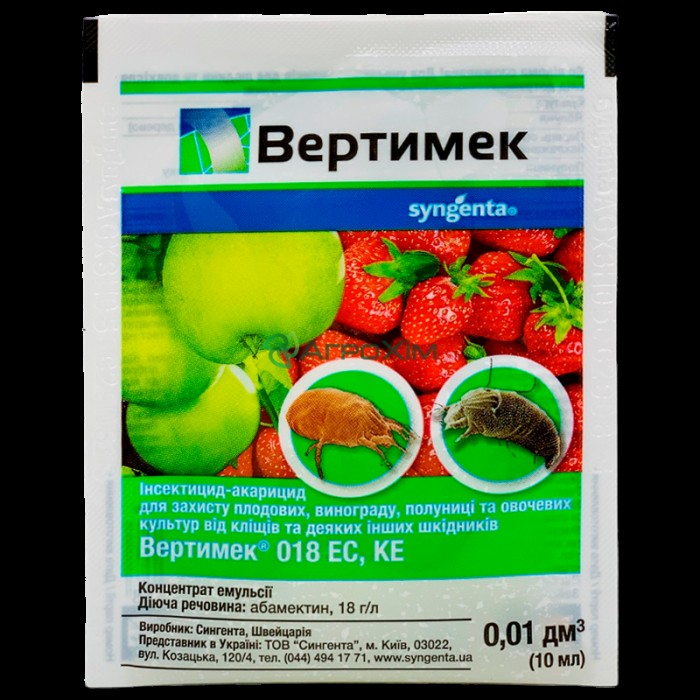 Вертимек
syngenta®
АГРОХІМ
Інсектицид-акарицид
для захисту плодових, винограду, полуниці та овочевих
культур від кліщів та деяких інших шкідників
Вертимек® 018 ЕС, КЕ
Концентрат емульсії
Діюча речовина: абамектин, 18 г/л
Виробник: Сингента, Швейцарія
Представник в Україні: ТОВ "Сингента", м. Київ, 03022,
вул. Козацька, 120/4, тел. (044) 494 17 71, www.syngenta.ua
0,01 дм³
(10 мл)